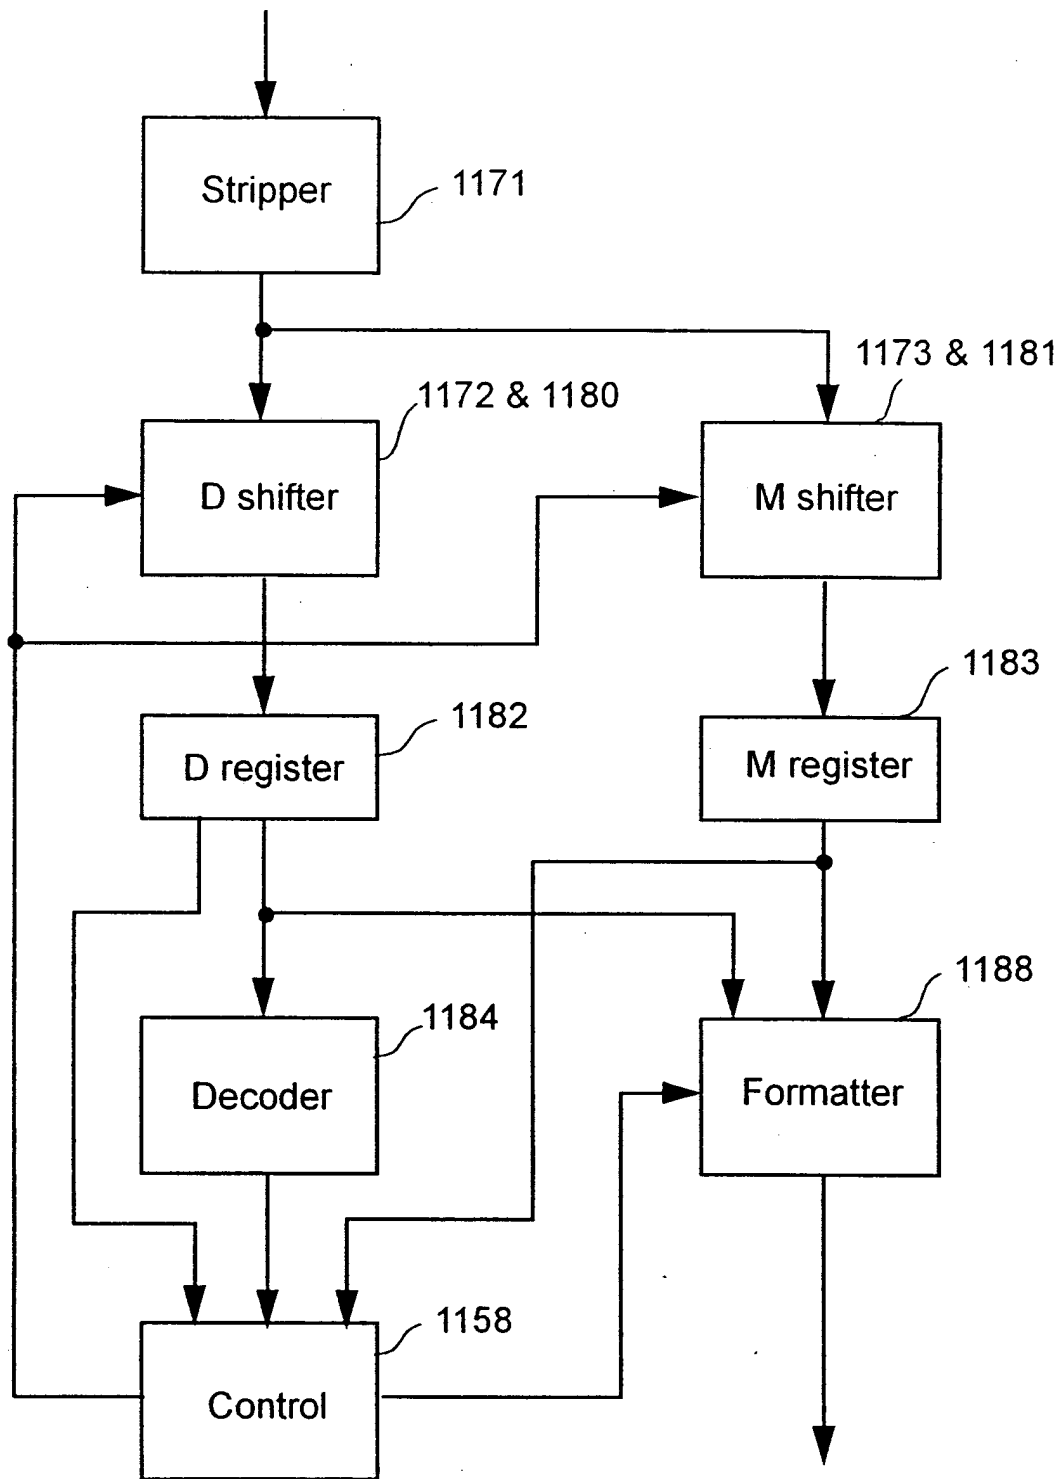 Stripper
1171
1173 & 1181
1172 & 1180
D shifter
M shifter
1183
1182
D register
M register
1188
1184
Decoder
Formatter
1158
Control